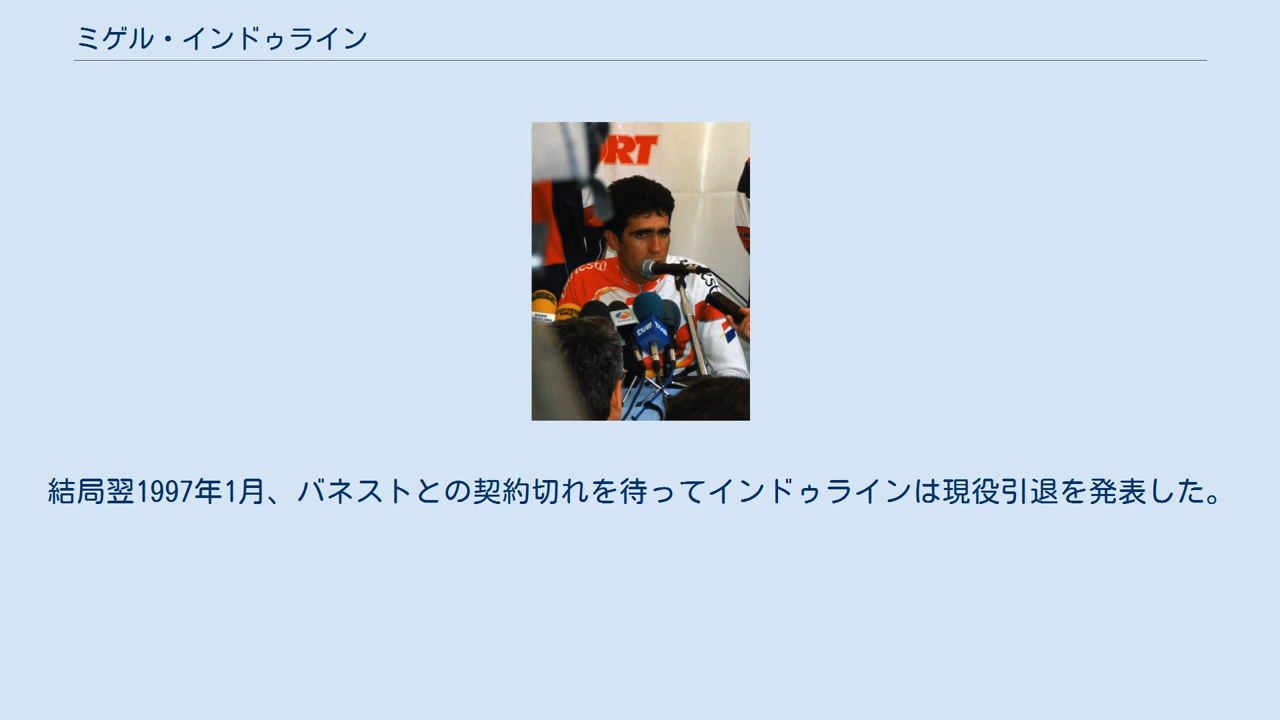 ミゲル・インドゥライン
ORT
tve
結局翌1997年1月、バネストとの契約切れを待ってインドゥラインは現役引退を発表した。